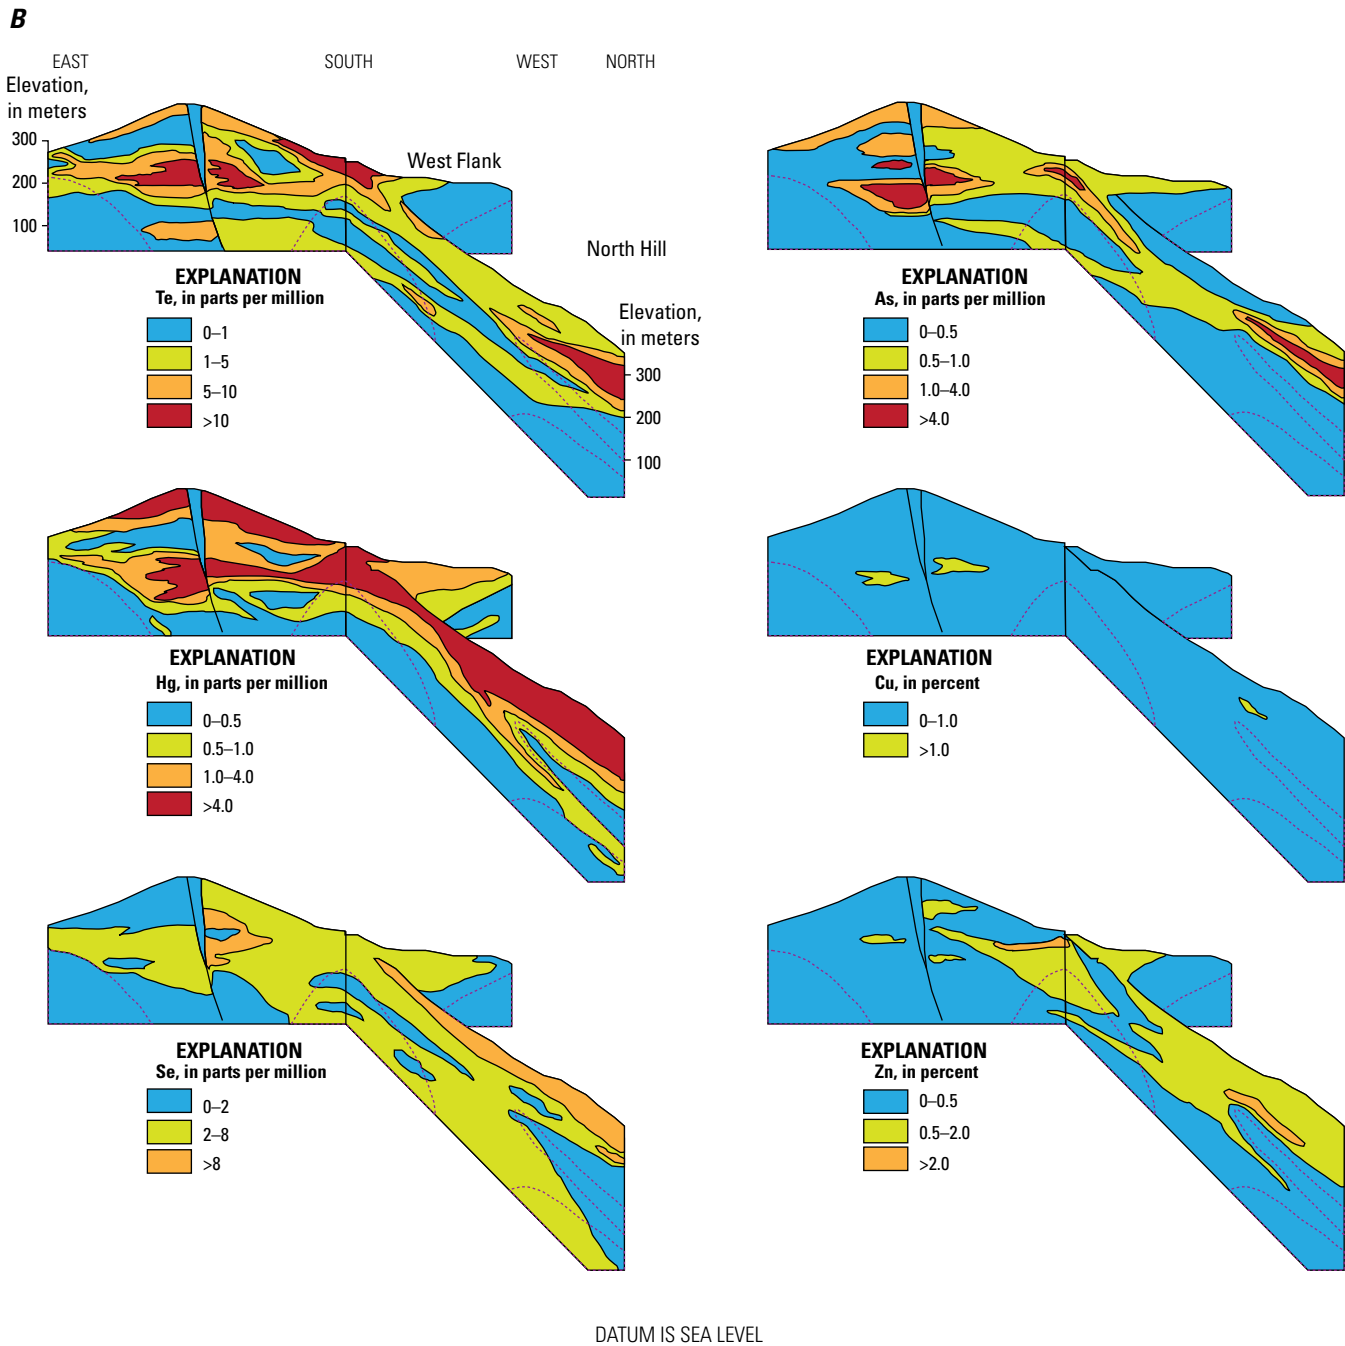 B
EAST SOUTH WEST NORTH
Elevation,
in meters
300
200
100
West Flank
North Hill
Elevation,
in meters
300
200
100
EXPLANATION
Te, in parts per million
0–1
1–5
5–10
>10
EXPLANATION
As, in parts per million
0–0.5
0.5–1.0
1.0–4.0
>4.0
EXPLANATION
Hg, in parts per million
0–0.5
0.5–1.0
1.0–4.0
>4.0
EXPLANATION
Cu, in percent
0–1.0
>1.0
EXPLANATION
Se, in parts per million
0–2
2–8
>8
EXPLANATION
Zn, in percent
0–0.5
0.5–2.0
>2.0
DATUM IS SEA LEVEL